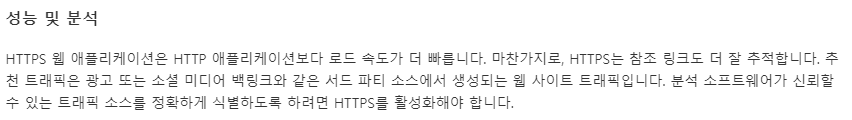 성능 및 분석
HTTPS 웹 애플리케이션은 HTTP 애플리케이션보다 로드 속도가 더 빠릅니다. 마찬가지로, HTTPS는 참조 링크도 더 잘 추적합니다. 추
천 트래픽은 광고 또는 소셜 미디어 백링크와 같은 서드 파티 소스에서 생성되는 웹 사이트 트래픽입니다. 분석 소프트웨어가 신뢰할
수 있는 트래픽 소스를 정확하게 식별하도록 하려면 HTTPS를 활성화해야 합니다.